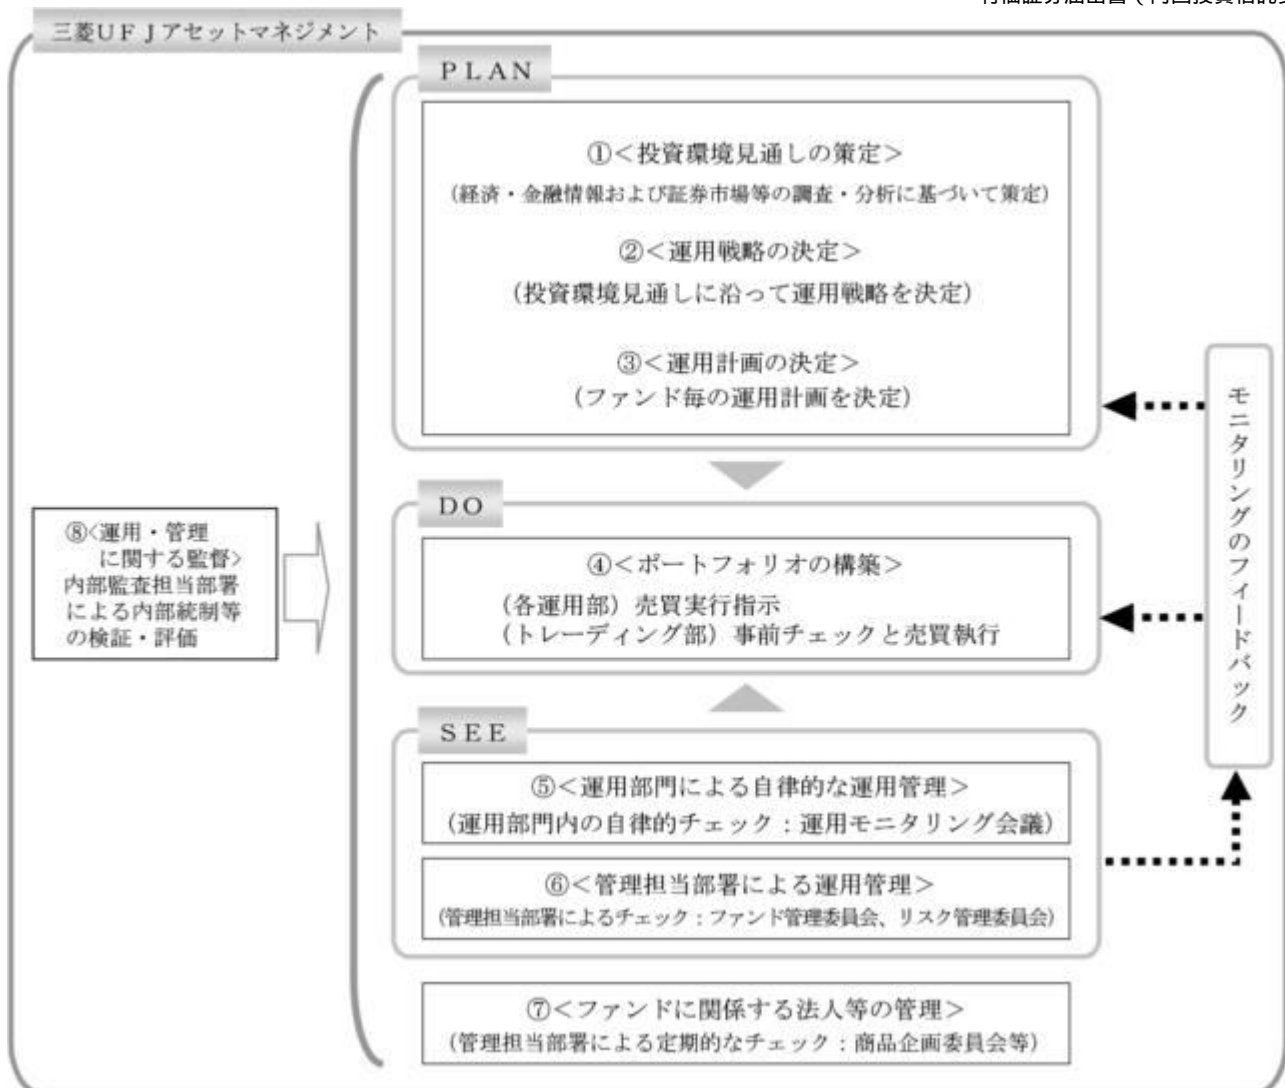 三菱ＵＦＪアセットマネジメント
ＰＬＡＮ
①＜投資環境見通しの策定＞
（経済・金融情報および証券市場等の調査・分析に基づいて策定）
②＜運用戦略の決定＞
（投資環境見通しに沿って運用戦略を決定）
③＜運用計画の決定＞
（ファンド毎の運用計画を決定）
ＤＯ
④＜ポートフォリオの構築＞
（各運用部）売買実行指示
（トレーディング部）事前チェックと売買執行
ＳＥＥ
⑤＜運用部門による自律的な運用管理＞
（運用部門内の自律的チェック：運用モニタリング会議）
⑥＜管理担当部署による運用管理＞
（管理担当部署によるチェック：ファンド管理委員会、リスク管理委員会）
⑦＜ファンドに関係する法人等の管理＞
（管理担当部署による定期的なチェック：商品企画委員会等）
⑧＜運用・管理
に関する監督＞
内部監査担当部署
による内部統制等
の検証・評価
モニタリングのフィードバック